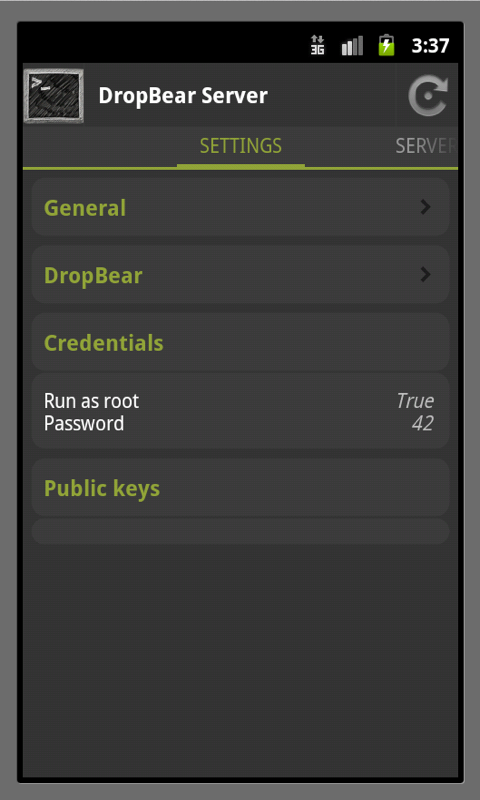 3G 3:37
>_ DropBear Server
SETTINGS SERVER
General
DropBear
Credentials
Run as root True
Password 42
Public keys